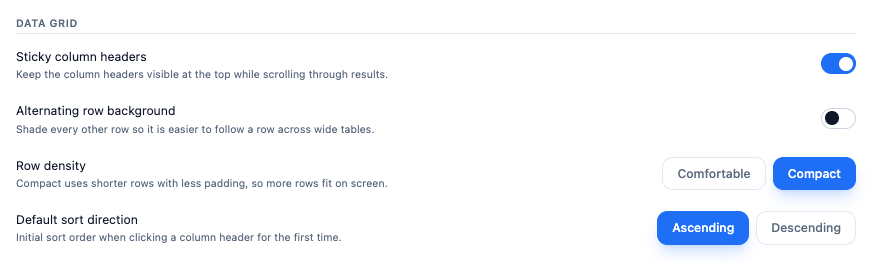 DATA GRID
Sticky column headers
Keep the column headers visible at the top while scrolling through results.
Alternating row background
Shade every other row so it is easier to follow a row across wide tables.
Row density
Compact uses shorter rows with less padding, so more rows fit on screen.
Comfortable
Compact
Default sort direction
Initial sort order when clicking a column header for the first time.
Ascending
Descending